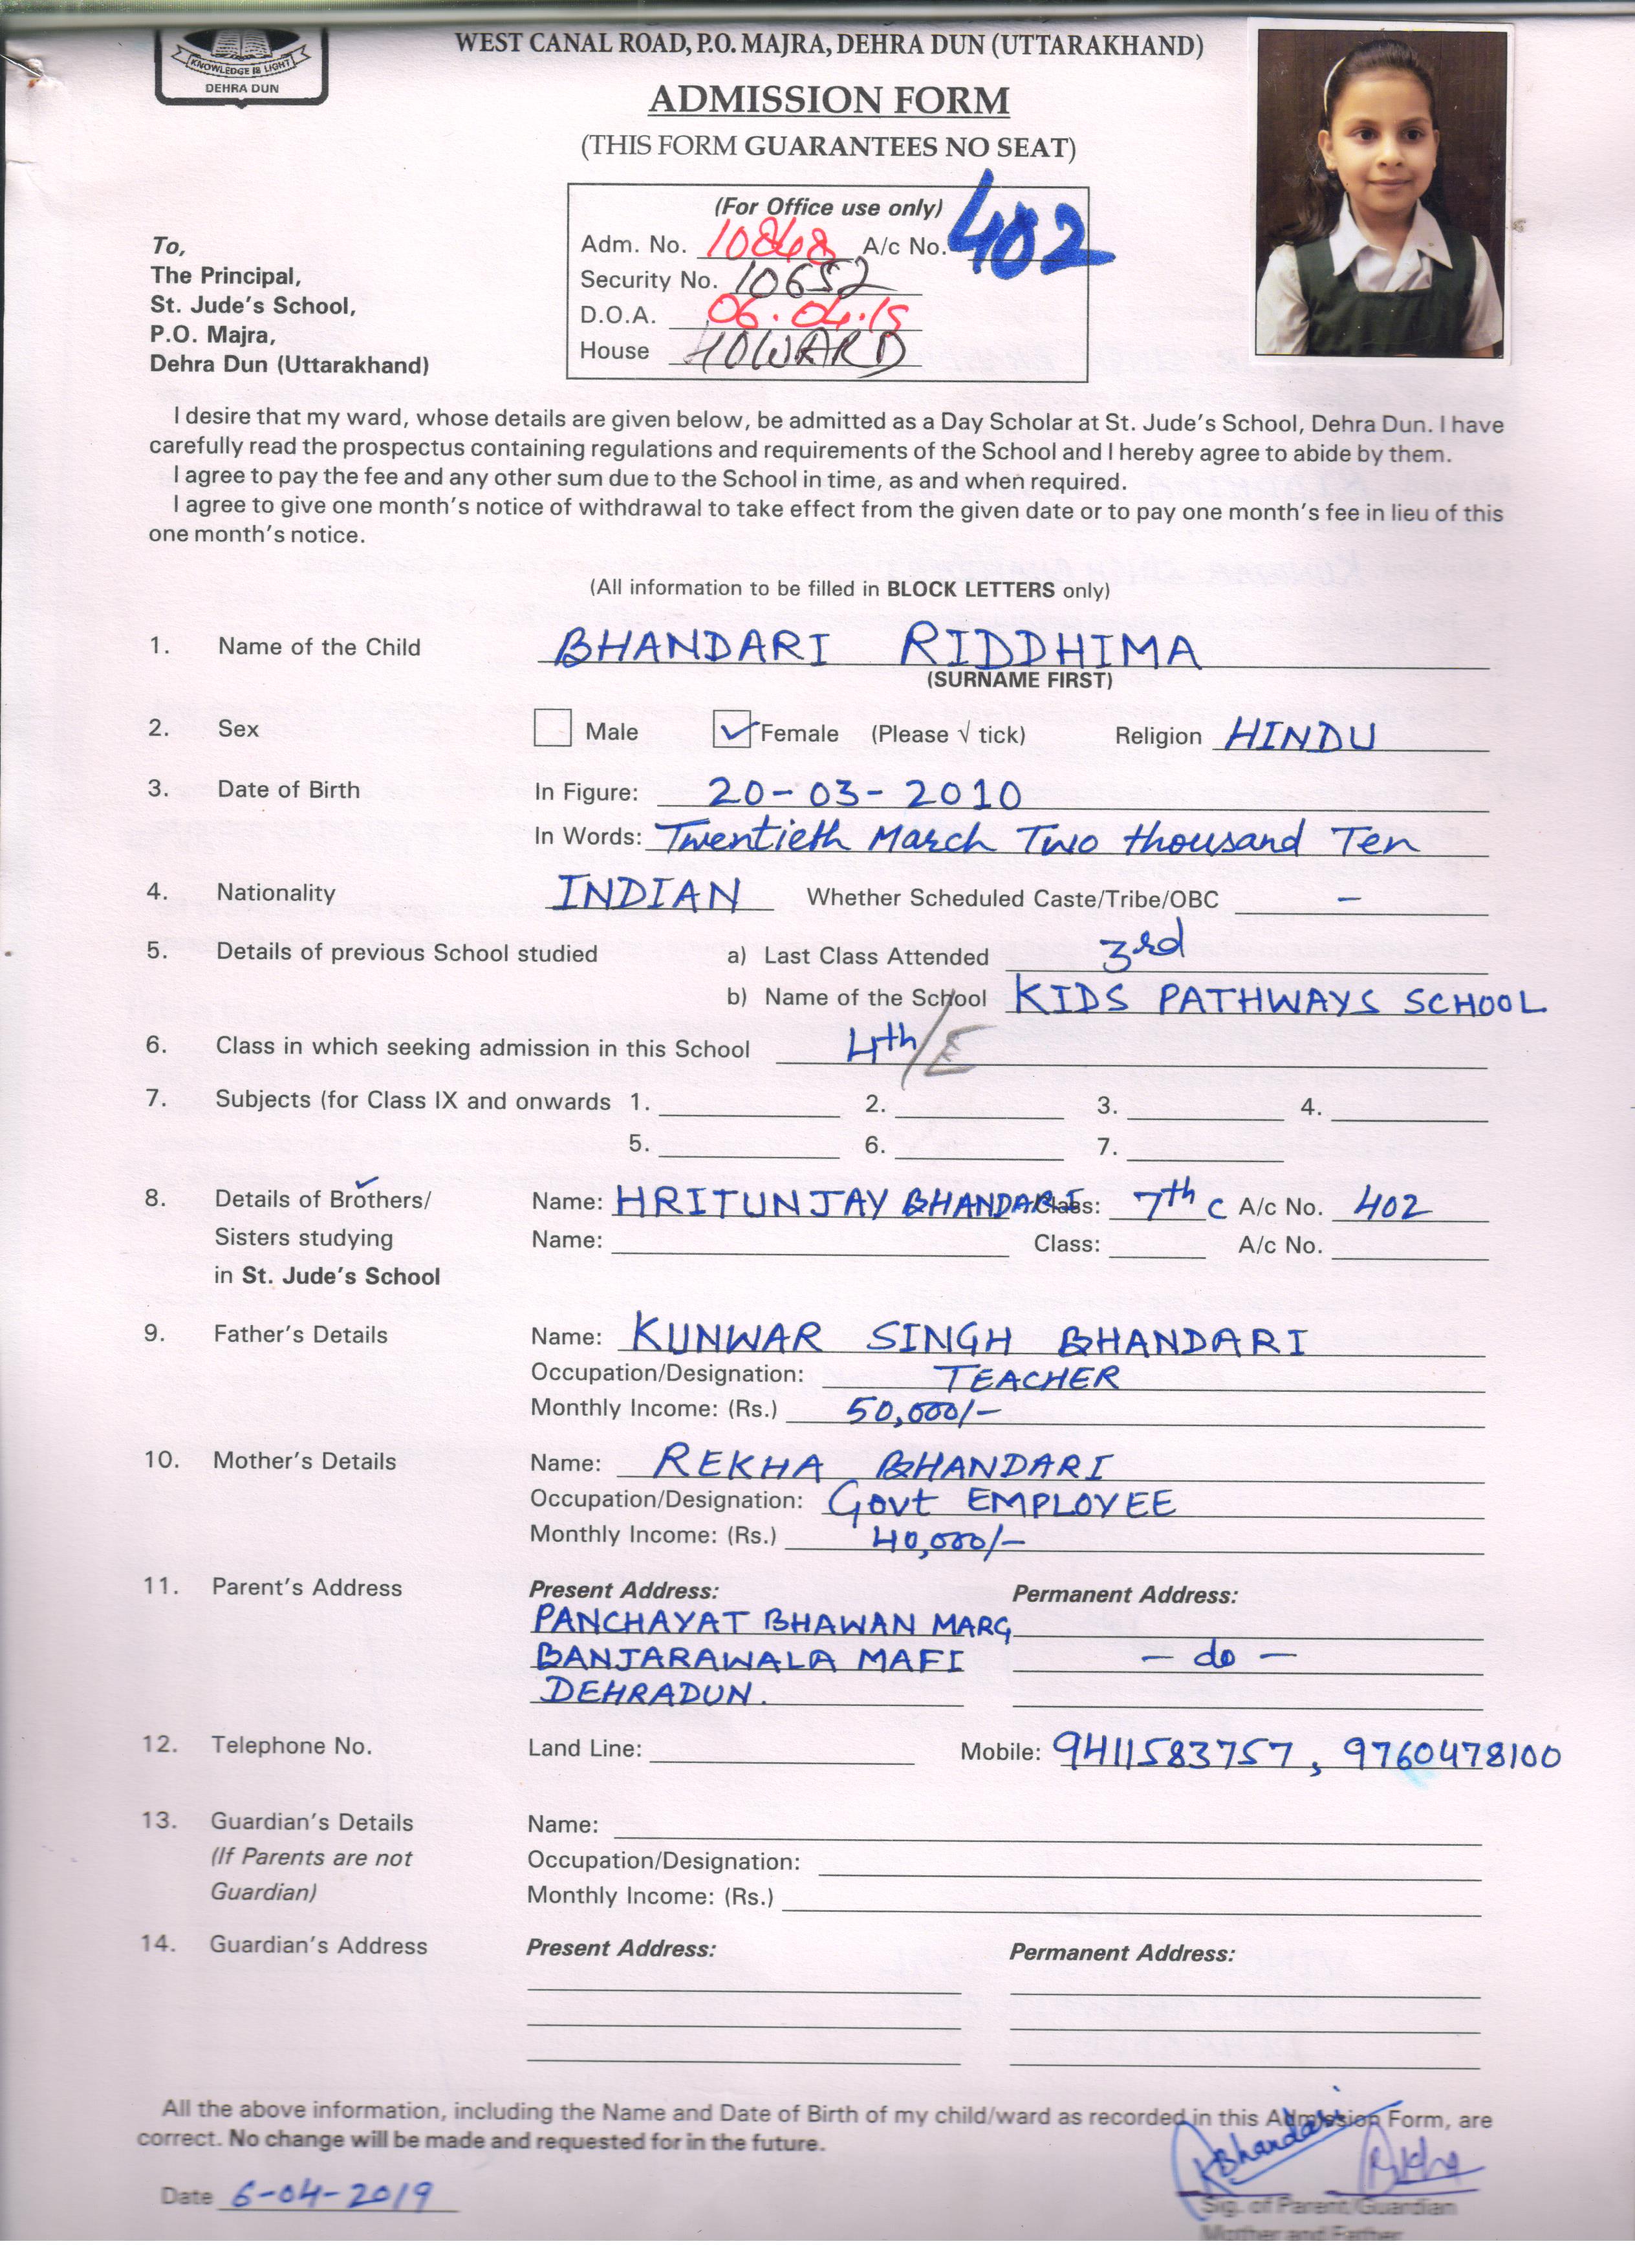 KNOWLEDGE IS LIGHT
DEHRA DUN
WEST CANAL ROAD, P.O. MAJRA, DEHRA DUN (UTTARAKHAND)
ADMISSION FORM
(THIS FORM GUARANTEES NO SEAT)
(For Office use only)
Adm. No. 10848 A/c No. 402
Security No. 10652
D.O.A. 06.04.19
House HOWARD
To,
The Principal,
St. Jude's School,
P.O. Majra,
Dehra Dun (Uttarakhand)
I desire that my ward, whose details are given below, be admitted as a Day Scholar at St. Jude's School, Dehra Dun. I have
carefully read the prospectus containing regulations and requirements of the School and I hereby agree to abide by them.
I agree to pay the fee and any other sum due to the School in time, as and when required.
I agree to give one month's notice of withdrawal to take effect from the given date or to pay one month's fee in lieu of this
one month's notice.
(All information to be filled in BLOCK LETTERS only)
1. Name of the Child BHANDARI RIDDHIMA
(SURNAME FIRST)
2. Sex Male Female (Please √ tick) Religion HINDU
3. Date of Birth In Figure: 20-03-2010
In Words: Twentieth March Two thousand Ten
4. Nationality INDIAN Whether Scheduled Caste/Tribe/OBC -
5. Details of previous School studied a) Last Class Attended 3rd
b) Name of the School KIDS PATHWAYS SCHOOL
6. Class in which seeking admission in this School 4th/E
7. Subjects (for Class IX and onwards 1. 2. 3. 4.
5. 6. 7.
8. Details of Brothers/ Name: HRITUNJAY BHANDARI Class: 7th C A/c No. 402
Sisters studying Name: Class: A/c No.
in St. Jude's School
9. Father's Details Name: KUNWAR SINGH BHANDARI
Occupation/Designation: TEACHER
Monthly Income: (Rs.) 50,000/-
10. Mother's Details Name: REKHA BHANDARI
Occupation/Designation: Govt EMPLOYEE
Monthly Income: (Rs.) 40,000/-
11. Parent's Address Present Address: Permanent Address:
PANCHAYAT BHAWAN MARG
BANJARAWALA MAFI - do -
DEHRADUN.
12. Telephone No. Land Line: Mobile: 9411583757, 9760478100
13. Guardian's Details Name:
(If Parents are not Occupation/Designation:
Guardian) Monthly Income: (Rs.)
14. Guardian's Address Present Address: Permanent Address:
All the above information, including the Name and Date of Birth of my child/ward as recorded in this Admission Form, are
correct. No change will be made and requested for in the future.
KBhandari Rekha
Date 6-04-2019
Sig. of Parent/Guardian
Mother and Father